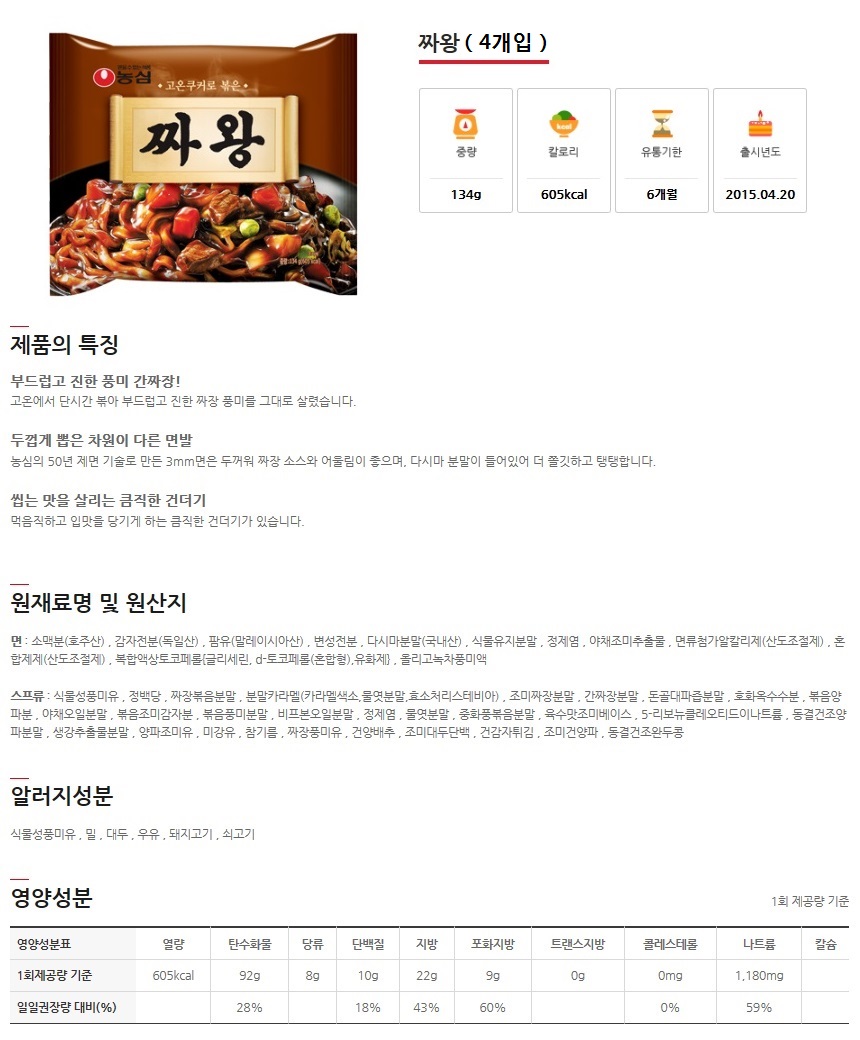 짜왕 ( 4개입 )
농심
고온쿠커로 볶은
짜왕
중량
칼로리
유통기한
출시년도
kcal
134g
605kcal
6개월
2015.04.20
제품의 특징
부드럽고 진한 풍미 간짜장!
고온에서 단시간 볶아 부드럽고 진한 짜장 풍미를 그대로 살렸습니다.
두껍게 뽑은 차원이 다른 면발
농심의 50년 제면 기술로 만든 3mm면은 두꺼워 짜장 소스와 어울림이 좋으며, 다시마 분말이 들어있어 더 쫄깃하고 탱탱합니다.
씹는 맛을 살리는 큼직한 건더기
먹음직하고 입맛을 당기게 하는 큼직한 건더기가 있습니다.
원재료명 및 원산지
면 : 소맥분(호주산) , 감자전분(독일산) , 팜유(말레이시아산) , 변성전분 , 다시마분말(국내산) , 식물유지분말 , 정제염 , 야채조미추출물 , 면류첨가알칼리제(산도조절제) , 혼
합제제(산도조절제) , 복합액상토코페롤{글리세린, d-토코페롤(혼합형),유화제} , 올리고녹차풍미액
스프류 : 식물성풍미유 , 정백당 , 짜장볶음분말 , 분말카라멜(카라멜색소,물엿분말,효소처리스테비아) , 조미짜장분말 , 간짜장분말 , 돈골대파즙분말 , 호화옥수수분 , 볶음양
파분 , 야채오일분말 , 볶음조미감자분 , 볶음풍미분말 , 비프본오일분말 , 정제염 , 물엿분말 , 중화풍볶음분말 , 육수맛조미베이스 , 5-리보뉴클레오티드이나트륨 , 동결건조양
파분말 , 생강추출물분말 , 양파조미유 , 미강유 , 참기름 , 짜장풍미유 , 건양배추 , 조미대두단백 , 건감자튀김 , 조미건양파 , 동결건조완두콩
알러지성분
식물성풍미유 , 밀 , 대두 , 우유 , 돼지고기 , 쇠고기
영양성분
1회 제공량 기준
영양성분표 열량 탄수화물 당류 단백질 지방 포화지방 트랜스지방 콜레스테롤 나트륨 칼슘
1회제공량 기준 605kcal 92g 8g 10g 22g 9g 0g 0mg 1,180mg
일일권장량 대비(%) 28% 18% 43% 60% 0% 59%